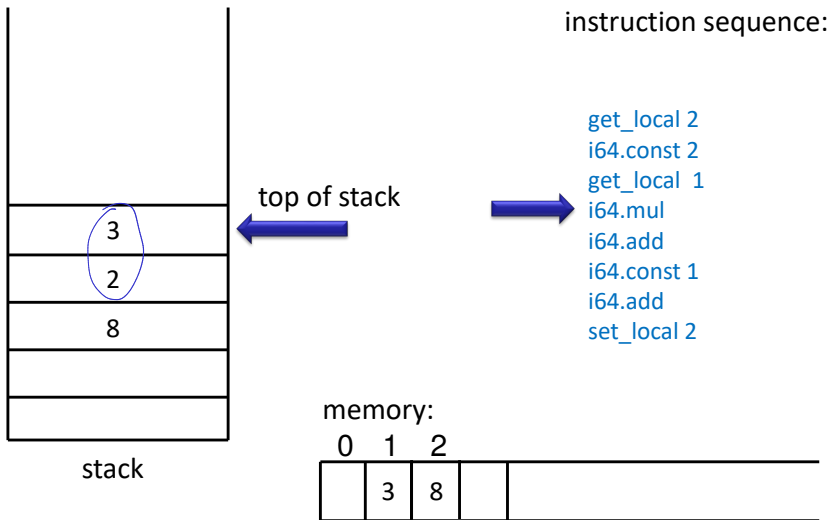 instruction sequence:
get_local 2
i64.const 2
get_local 1
i64.mul
i64.add
i64.const 1
i64.add
set_local 2
top of stack
3
2
8
stack
memory:
0 1 2
3 8